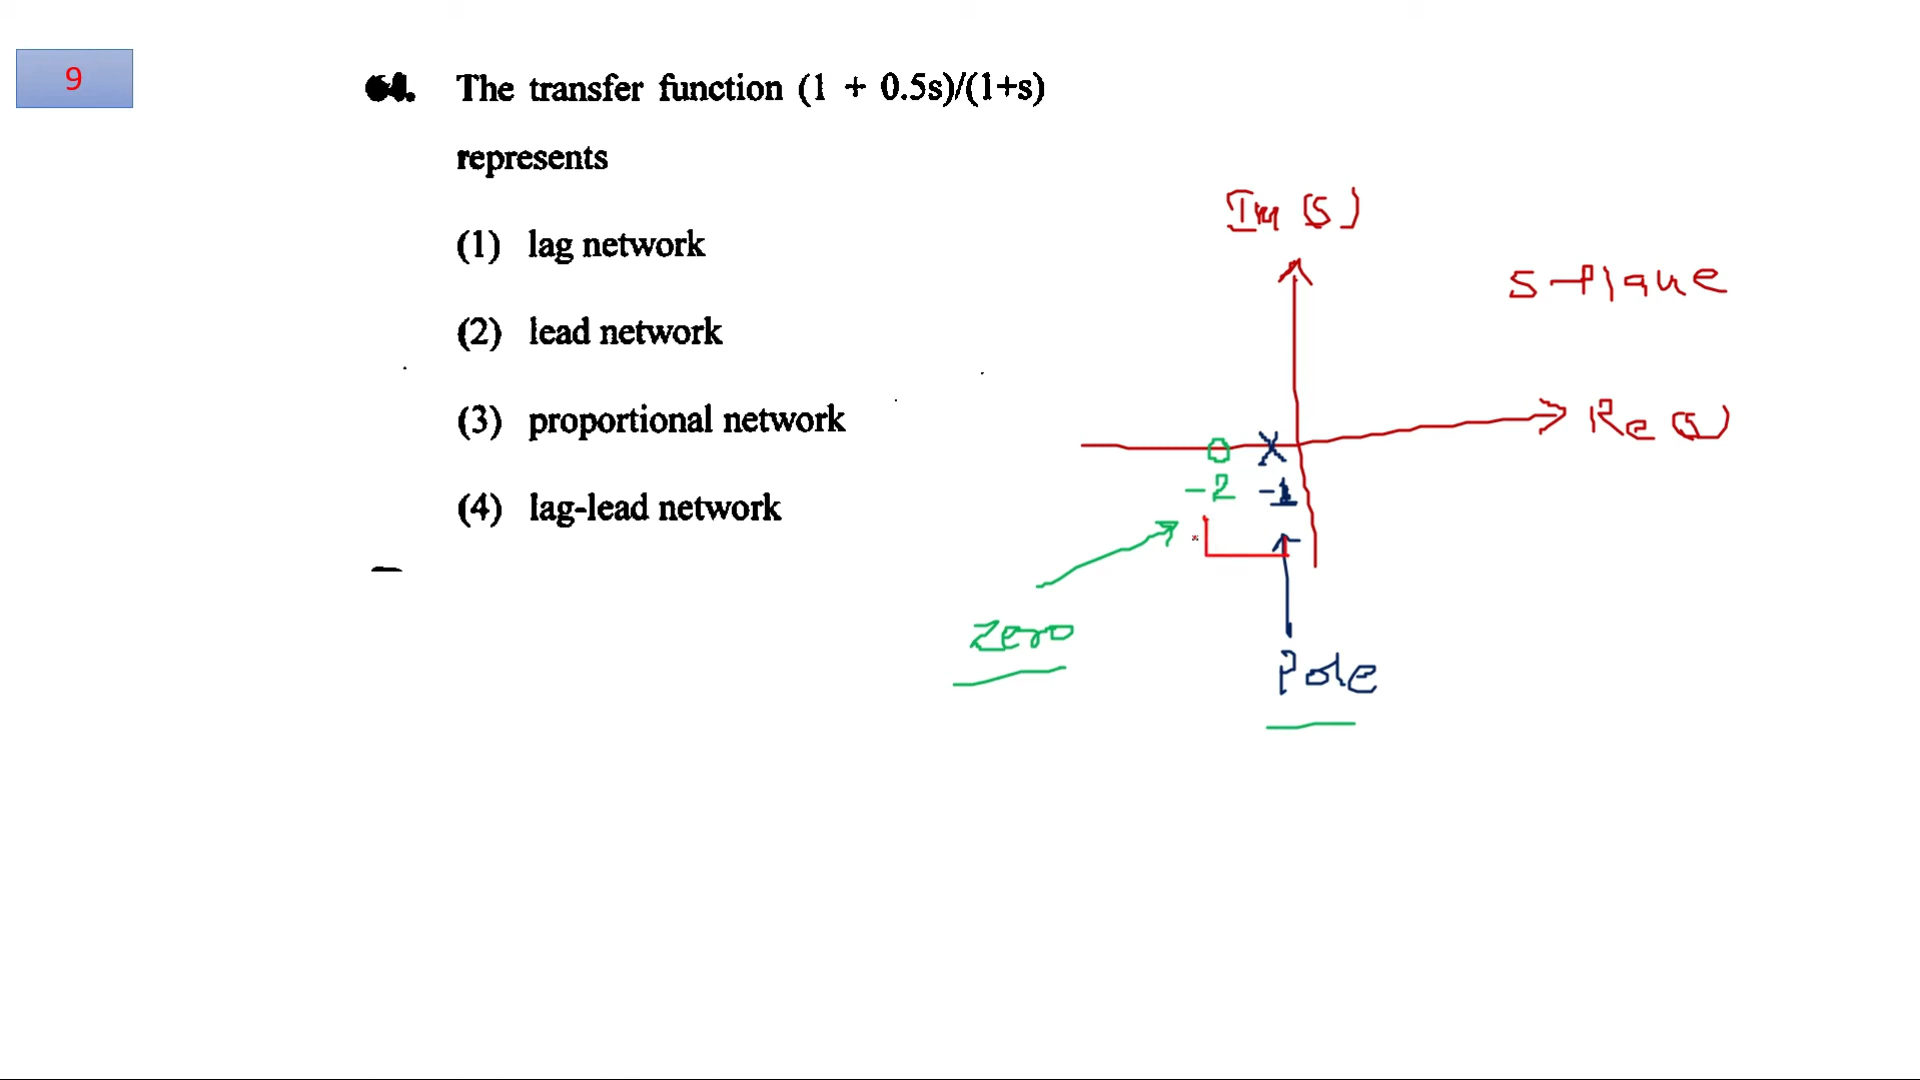 9
64. The transfer function (1 + 0.5s)/(1+s)
represents
(1) lag network
(2) lead network
(3) proportional network
(4) lag-lead network
Im (S)
S-Plane
Re (s)
-2 -1
Zero
Pole